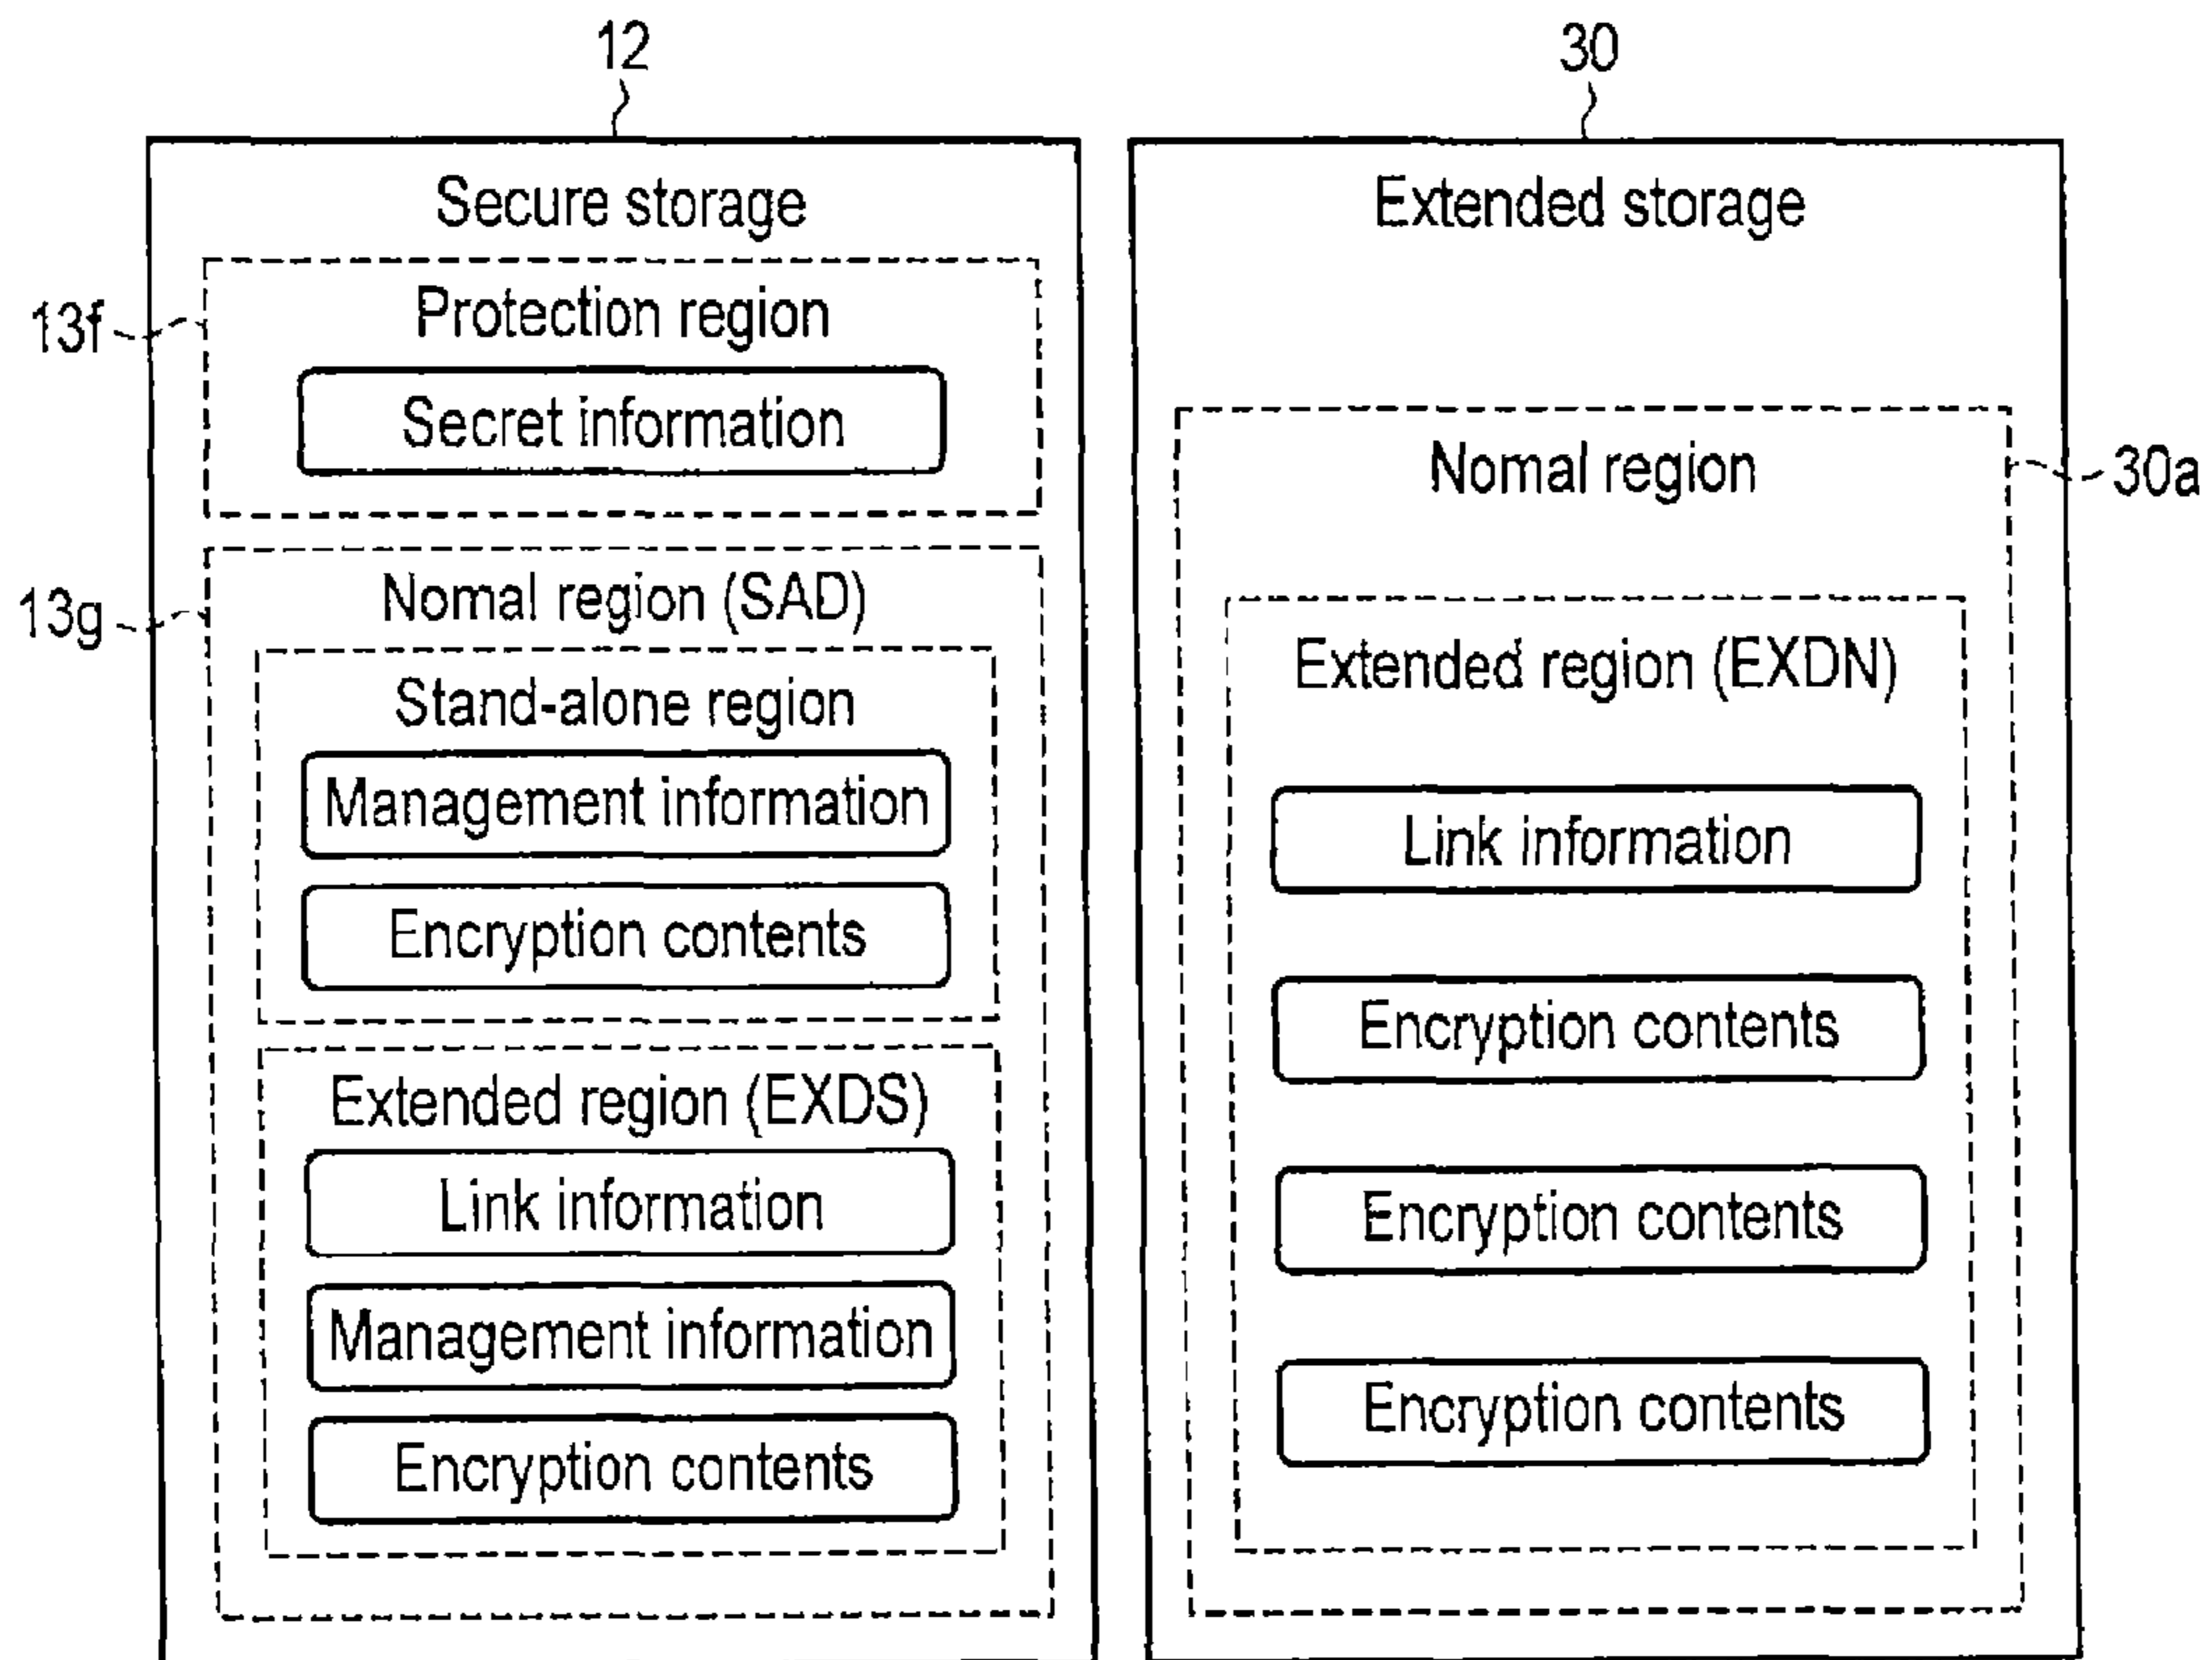 12
Secure storage
13f
Protection region
Secret information
13g
Nomal region (SAD)
Stand-alone region
Management information
Encryption contents
Extended region (EXDS)
Link information
Management information
Encryption contents
30
Extended storage
Nomal region
30a
Extended region (EXDN)
Link information
Encryption contents
Encryption contents
Encryption contents